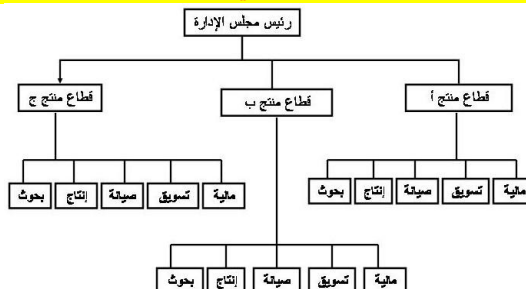 رئيس مجلس الإدارة
قطاع منتج أ
قطاع منتج ب
قطاع منتج ج
مالية
تسويق
صيانة
إنتاج
بحوث
مالية
تسويق
صيانة
إنتاج
بحوث
مالية
تسويق
صيانة
إنتاج
بحوث